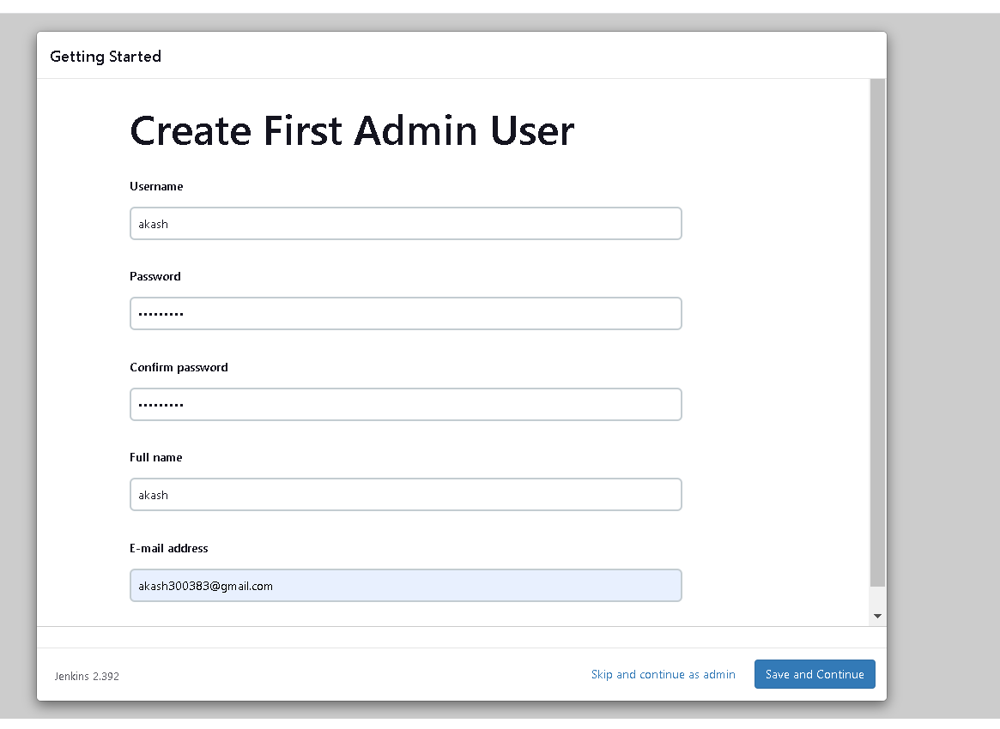 Getting Started
Create First Admin User
Username
akash
Password
•••••••••
Confirm password
•••••••••
Full name
akash
E-mail address
akash300383@gmail.com
Jenkins 2.392
Skip and continue as admin
Save and Continue